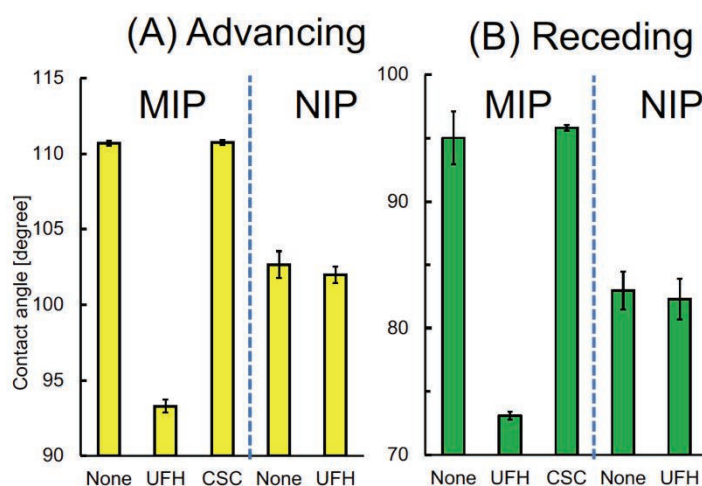 (A) Advancing
(B) Receding
Contact angle [degree]
115
110
105
100
95
90
MIP
NIP
None
UFH
CSC
None
UFH
100
90
80
70
MIP
NIP
None
UFH
CSC
None
UFH